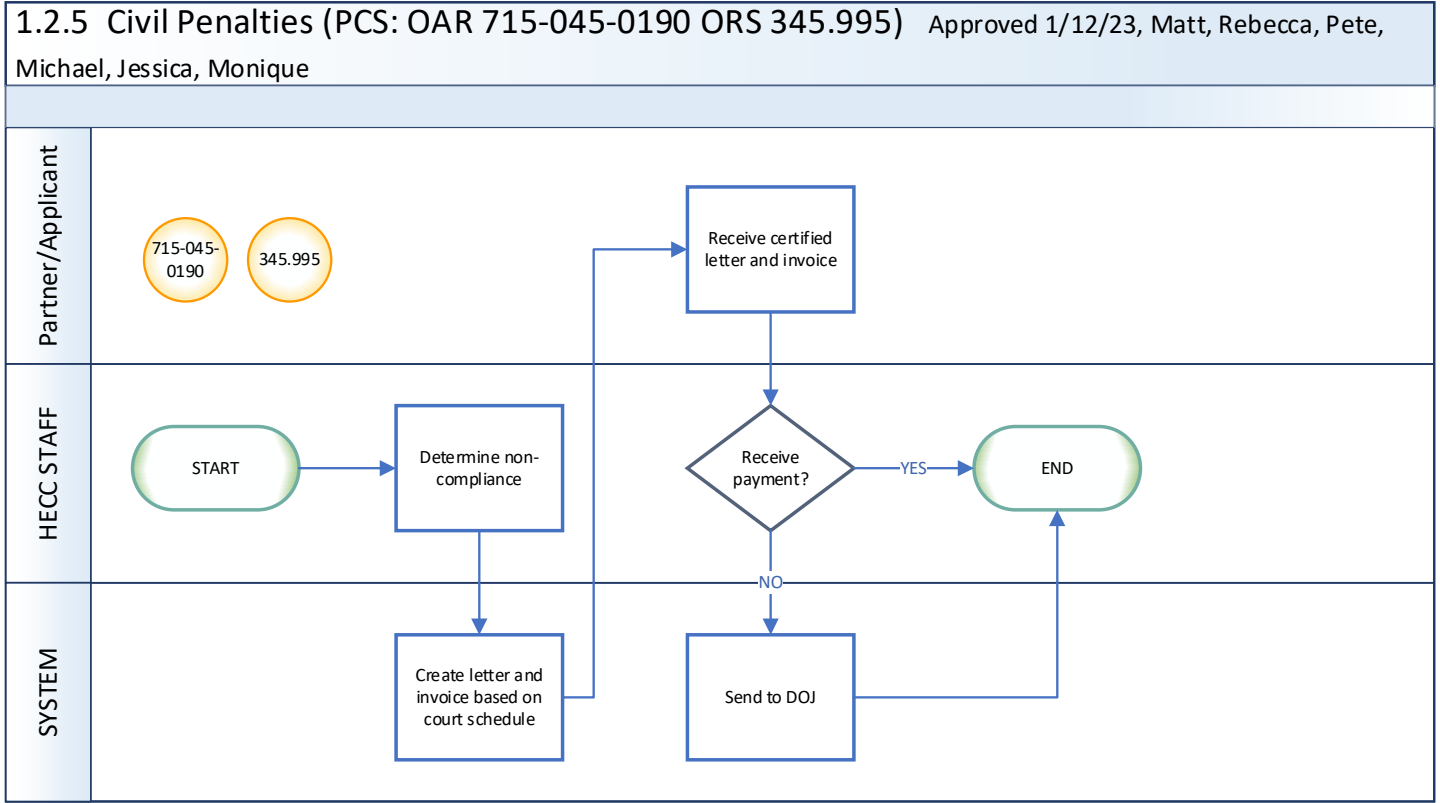 1.2.5 Civil Penalties (PCS: OAR 715-045-0190 ORS 345.995) Approved 1/12/23, Matt, Rebecca, Pete,
Michael, Jessica, Monique
Partner/Applicant
715-045-
0190
345.995
Receive certified
letter and invoice
HECC STAFF
START
Determine non-
compliance
Receive
payment?
YES
END
NO
SYSTEM
Create letter and
invoice based on
court schedule
Send to DOJ